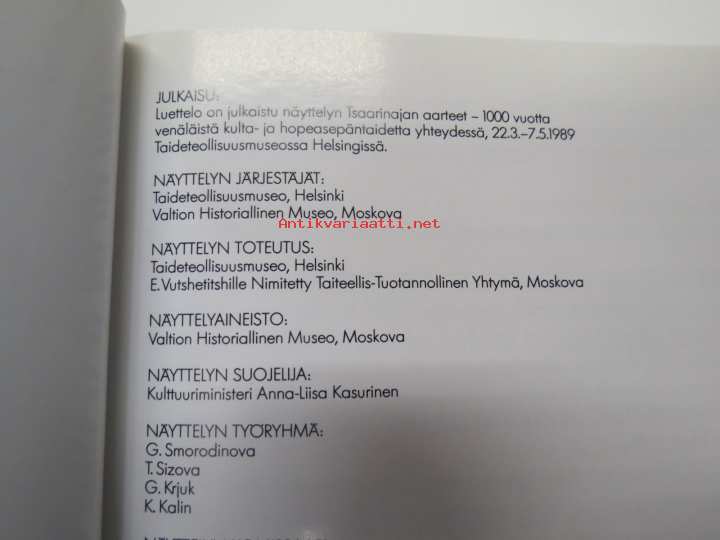 JULKAISU:
Luettelo on julkaistu näyttelyn Tsaarinajan aarteet – 1000 vuotta
venäläistä kulta- ja hopeasepäntaidetta yhteydessä, 22.3.–7.5.1989
Taideteollisuusmuseossa Helsingissä.
NÄYTTELYN JÄRJESTÄJÄT:
Taideteollisuusmuseo, Helsinki
Valtion Historiallinen Museo, Moskova
Antikvariaatti.net
NÄYTTELYN TOTEUTUS:
Taideteollisuusmuseo, Helsinki
E. Vutshetitshille Nimitetty Taiteellis-Tuotannollinen Yhtymä, Moskova
NÄYTTELYAINEISTO:
Valtion Historiallinen Museo, Moskova
NÄYTTELYN SUOJELIJA:
Kulttuuriministeri Anna-Liisa Kasurinen
NÄYTTELYN TYÖRYHMÄ:
G. Smorodinova
T. Sizova
G. Krjuk
K. Kalin